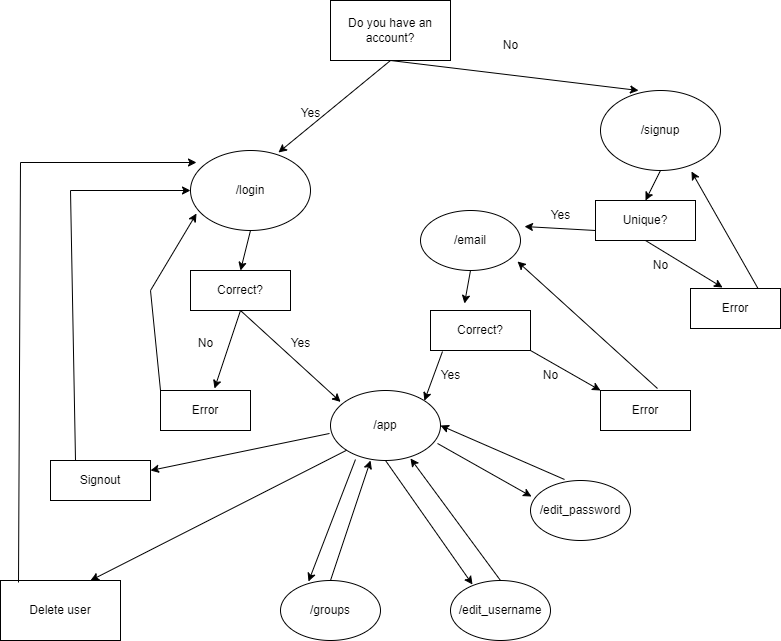 Do you have an
account?
No
Yes
/signup
/login
Unique?
Yes
/email
No
Correct?
Error
Correct?
No
Yes
Yes
No
Error
/app
Error
Signout
/edit_password
Delete user
/groups
/edit_username